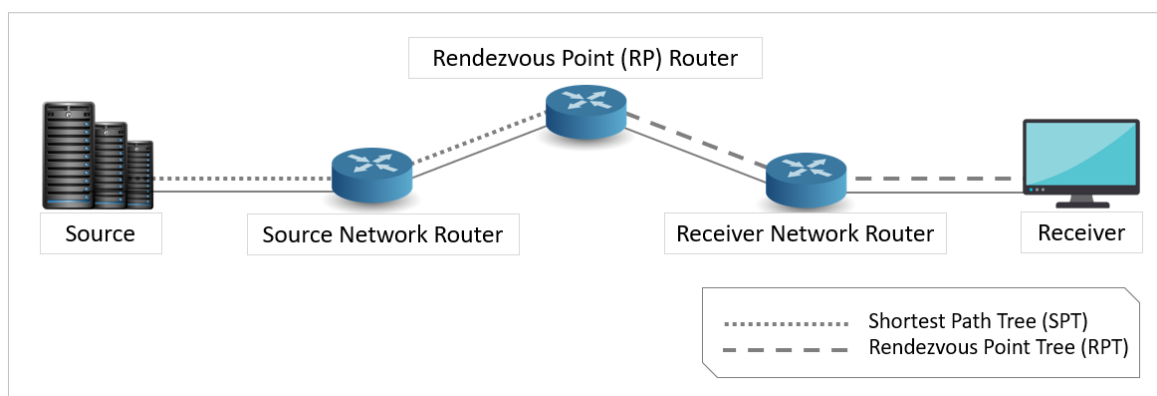 Rendezvous Point (RP) Router
Source
Source Network Router
Receiver Network Router
Receiver
Shortest Path Tree (SPT)
Rendezvous Point Tree (RPT)